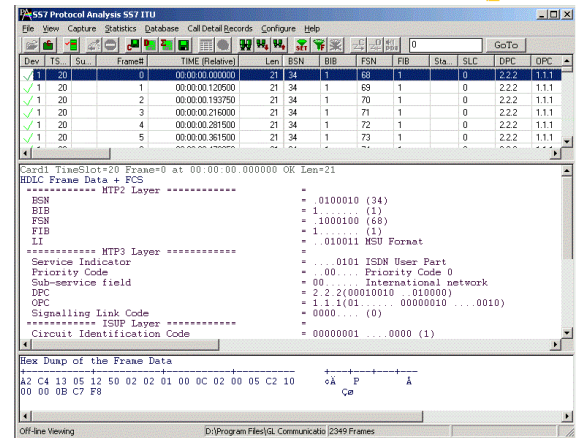 SS7 Protocol Analysis SS7 ITU
File View Capture Statistics Database Call Detail Records Configure Help
SET 0 GoTo
Dev TS... Su... Frame# TIME (Relative) Len BSN BIB FSN FIB Sta... SLC DPC OPC
1 20 0 00:00:00.000000 21 34 1 68 1 0 2.2.2 1.1.1
1 20 1 00:00:00.120500 21 34 1 69 1 0 2.2.2 1.1.1
1 20 2 00:00:00.193750 21 34 1 70 1 0 2.2.2 1.1.1
1 20 3 00:00:00.216000 21 34 1 71 1 0 2.2.2 1.1.1
1 20 4 00:00:00.281500 21 34 1 72 1 0 2.2.2 1.1.1
1 20 5 00:00:00.361500 21 34 1 73 1 0 2.2.2 1.1.1
Card1 TimeSlot=20 Frame=0 at 00:00:00.000000 OK Len=21
HDLC Frame Data + FCS
============ MTP2 Layer ============ =
BSN = .0100010 (34)
BIB = 1....... (1)
FSN = .1000100 (68)
FIB = 1....... (1)
LI = ..010011 MSU Format
============ MTP3 Layer ============ =
Service Indicator = ....0101 ISDN User Part
Priority Code = ..00.... Priority Code 0
Sub-service field = 00...... International network
DPC = 2.2.2(00010010 ..010000)
OPC = 1.1.1(01...... 00000010 ....0010)
Signalling Link Code = 0000.... (0)
============ ISUP Layer ============ =
Circuit Identification Code = 00000001 ....0000 (1)
Hex Dump of the Frame Data
A2 C4 13 05 12 50 02 02 01 00 0C 02 00 05 C2 10 ¢Ä P Â
00 00 0B C7 F8 Çø
Off-line Viewing D:\Program Files\GL Communicatio 2349 Frames